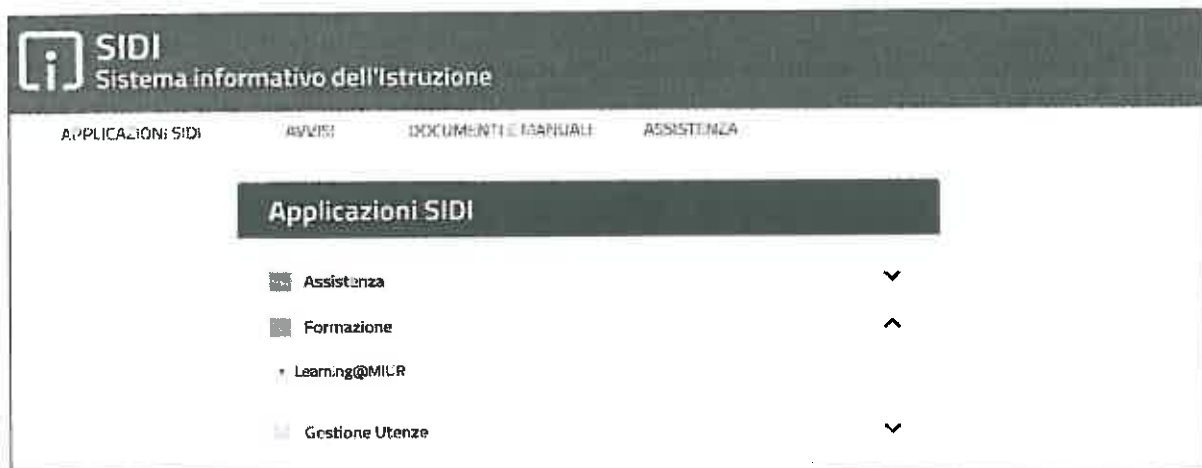 SIDI
Sistema informativo dell'Istruzione
APPLICAZIONI SIDI AVVISI DOCUMENTI E MANUALI ASSISTENZA
Applicazioni SIDI
Assistenza
Formazione
Learning@MIUR
Gestione Utenze